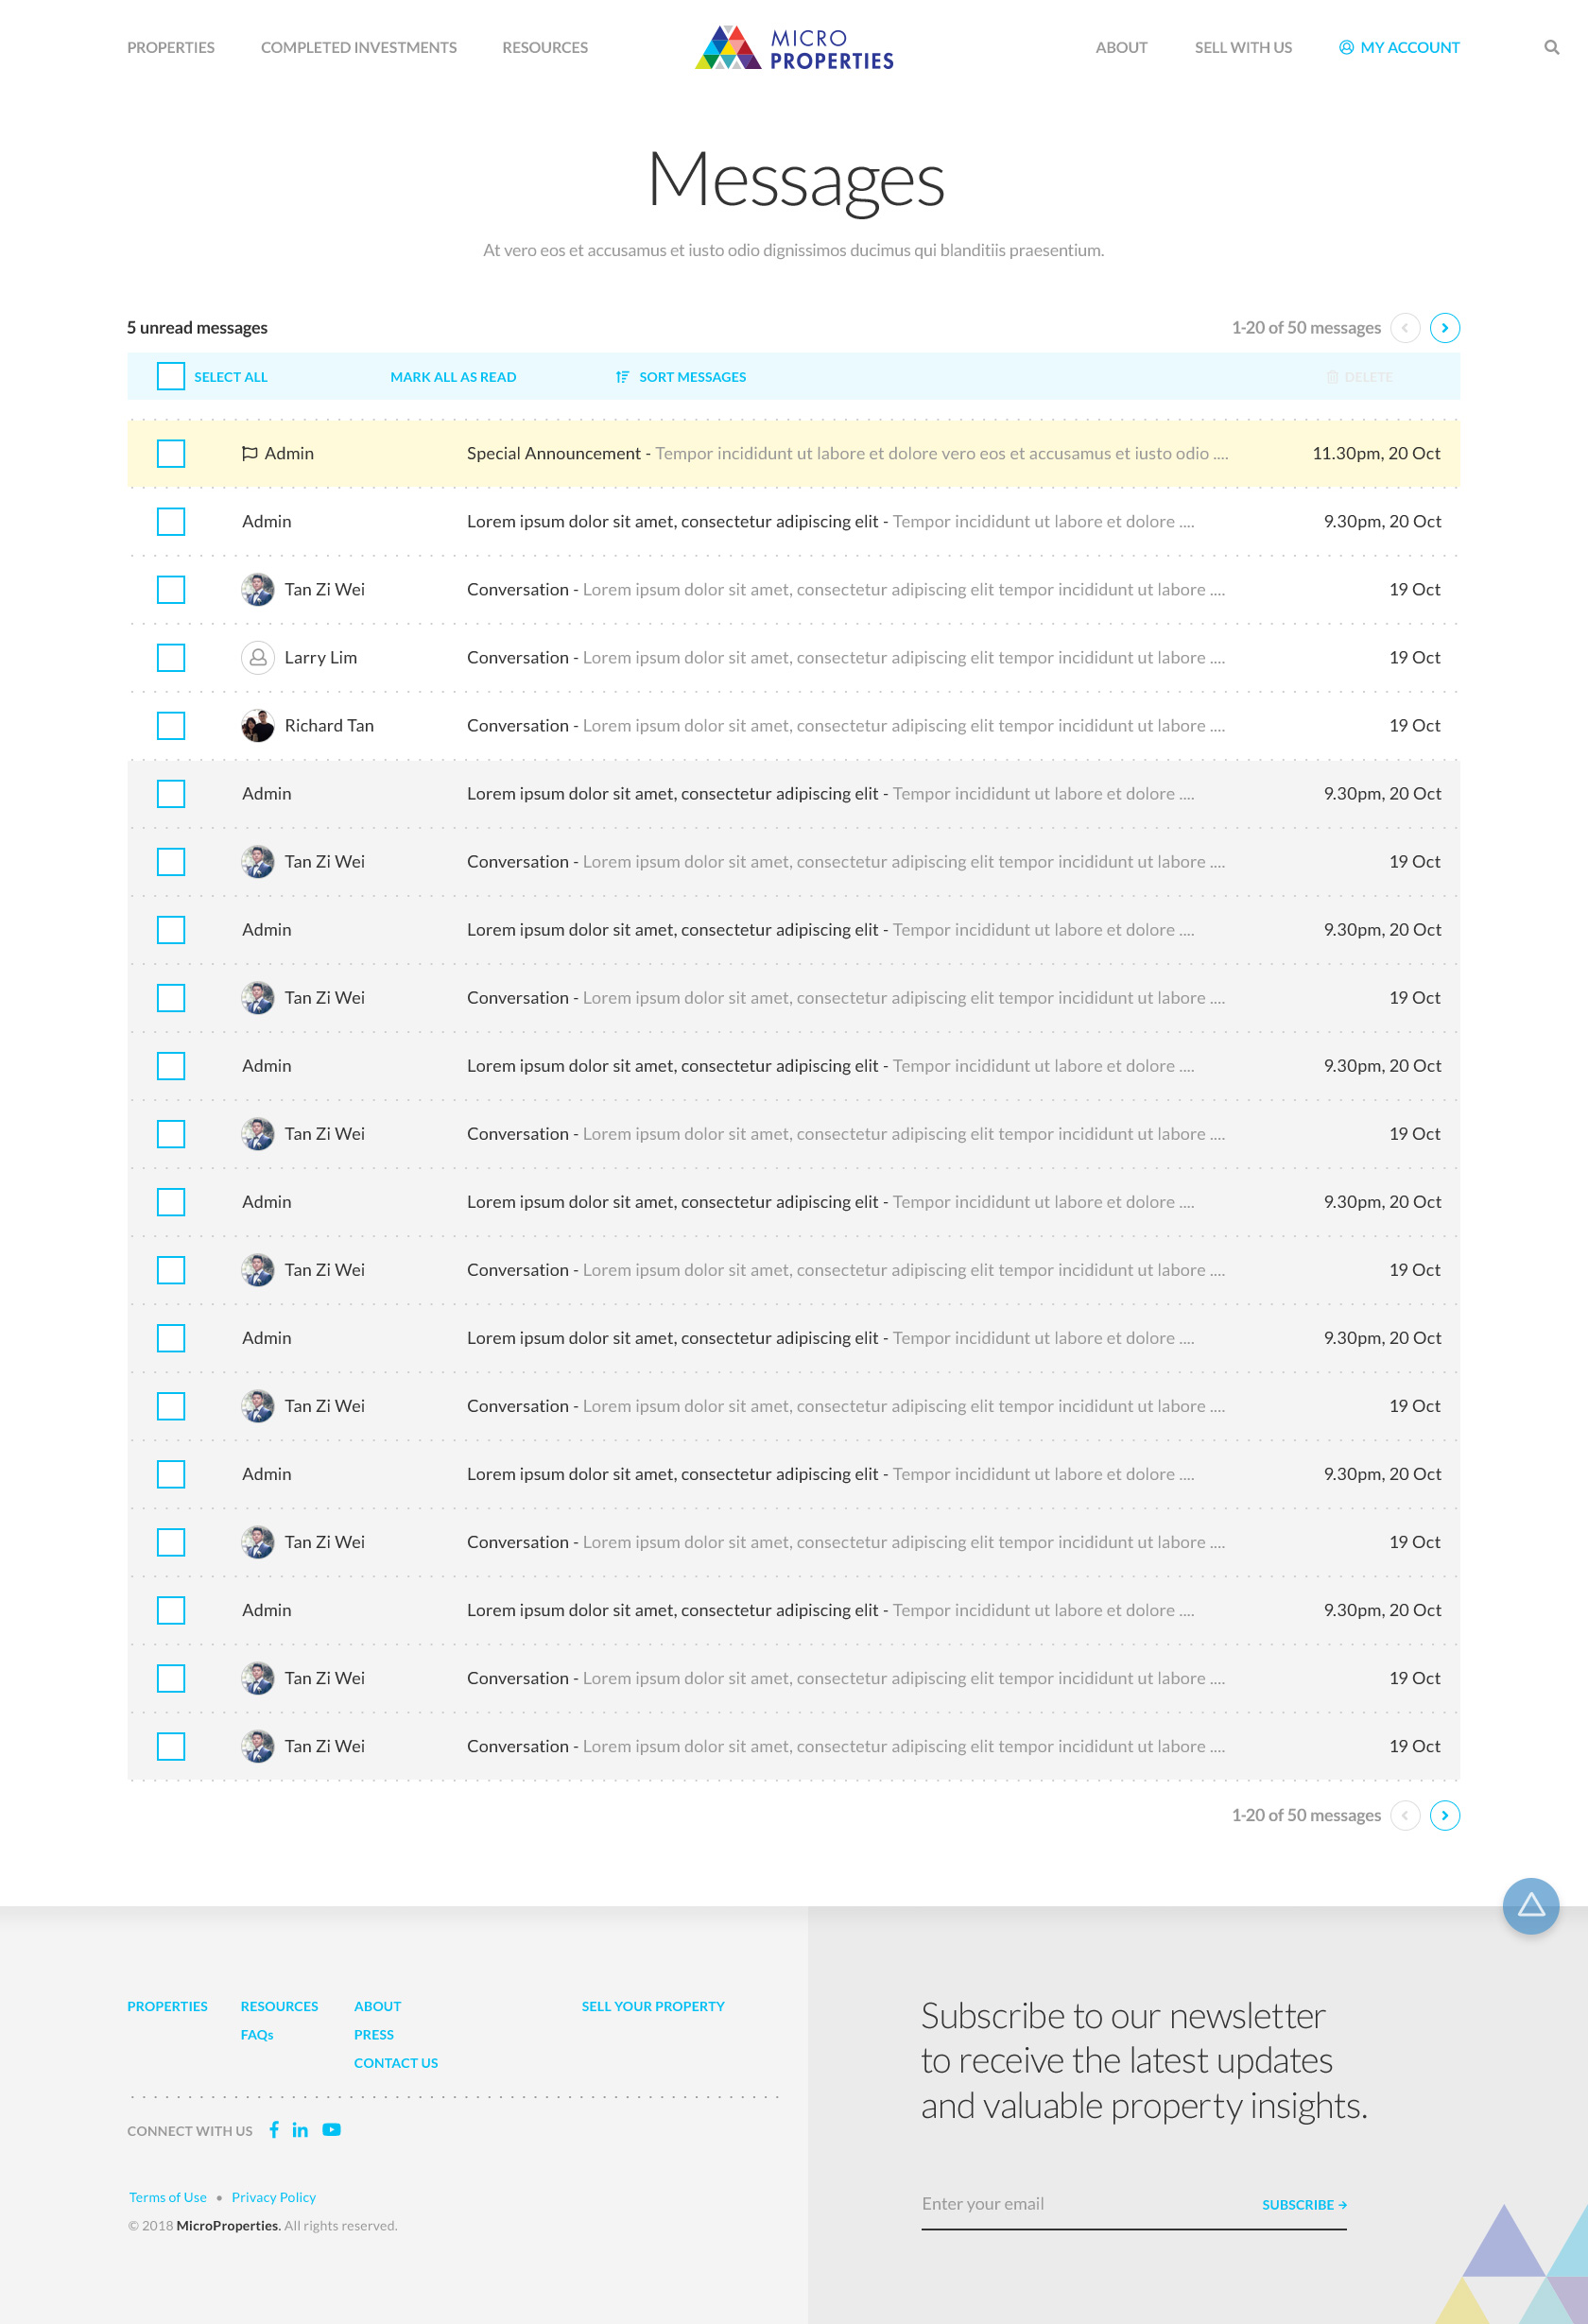 PROPERTIES COMPLETED INVESTMENTS RESOURCES MICRO PROPERTIES ABOUT SELL WITH US MY ACCOUNT
Messages
At vero eos et accusamus et iusto odio dignissimos ducimus qui blanditiis praesentium.
5 unread messages 1-20 of 50 messages
SELECT ALL MARK ALL AS READ SORT MESSAGES DELETE
Admin Special Announcement - Tempor incididunt ut labore et dolore vero eos et accusamus et iusto odio .... 11.30pm, 20 Oct
Admin Lorem ipsum dolor sit amet, consectetur adipiscing elit - Tempor incididunt ut labore et dolore .... 9.30pm, 20 Oct
Tan Zi Wei Conversation - Lorem ipsum dolor sit amet, consectetur adipiscing elit tempor incididunt ut labore .... 19 Oct
Larry Lim Conversation - Lorem ipsum dolor sit amet, consectetur adipiscing elit tempor incididunt ut labore .... 19 Oct
Richard Tan Conversation - Lorem ipsum dolor sit amet, consectetur adipiscing elit tempor incididunt ut labore .... 19 Oct
Admin Lorem ipsum dolor sit amet, consectetur adipiscing elit - Tempor incididunt ut labore et dolore .... 9.30pm, 20 Oct
Tan Zi Wei Conversation - Lorem ipsum dolor sit amet, consectetur adipiscing elit tempor incididunt ut labore .... 19 Oct
Admin Lorem ipsum dolor sit amet, consectetur adipiscing elit - Tempor incididunt ut labore et dolore .... 9.30pm, 20 Oct
Tan Zi Wei Conversation - Lorem ipsum dolor sit amet, consectetur adipiscing elit tempor incididunt ut labore .... 19 Oct
Admin Lorem ipsum dolor sit amet, consectetur adipiscing elit - Tempor incididunt ut labore et dolore .... 9.30pm, 20 Oct
Tan Zi Wei Conversation - Lorem ipsum dolor sit amet, consectetur adipiscing elit tempor incididunt ut labore .... 19 Oct
Admin Lorem ipsum dolor sit amet, consectetur adipiscing elit - Tempor incididunt ut labore et dolore .... 9.30pm, 20 Oct
Tan Zi Wei Conversation - Lorem ipsum dolor sit amet, consectetur adipiscing elit tempor incididunt ut labore .... 19 Oct
Admin Lorem ipsum dolor sit amet, consectetur adipiscing elit - Tempor incididunt ut labore et dolore .... 9.30pm, 20 Oct
Tan Zi Wei Conversation - Lorem ipsum dolor sit amet, consectetur adipiscing elit tempor incididunt ut labore .... 19 Oct
Admin Lorem ipsum dolor sit amet, consectetur adipiscing elit - Tempor incididunt ut labore et dolore .... 9.30pm, 20 Oct
Tan Zi Wei Conversation - Lorem ipsum dolor sit amet, consectetur adipiscing elit tempor incididunt ut labore .... 19 Oct
Admin Lorem ipsum dolor sit amet, consectetur adipiscing elit - Tempor incididunt ut labore et dolore .... 9.30pm, 20 Oct
Tan Zi Wei Conversation - Lorem ipsum dolor sit amet, consectetur adipiscing elit tempor incididunt ut labore .... 19 Oct
Tan Zi Wei Conversation - Lorem ipsum dolor sit amet, consectetur adipiscing elit tempor incididunt ut labore .... 19 Oct
1-20 of 50 messages
PROPERTIES RESOURCES ABOUT SELL YOUR PROPERTY
FAQs PRESS
CONTACT US
CONNECT WITH US
Terms of Use • Privacy Policy
© 2018 MicroProperties. All rights reserved.
Subscribe to our newsletter
to receive the latest updates
and valuable property insights.
Enter your email SUBSCRIBE